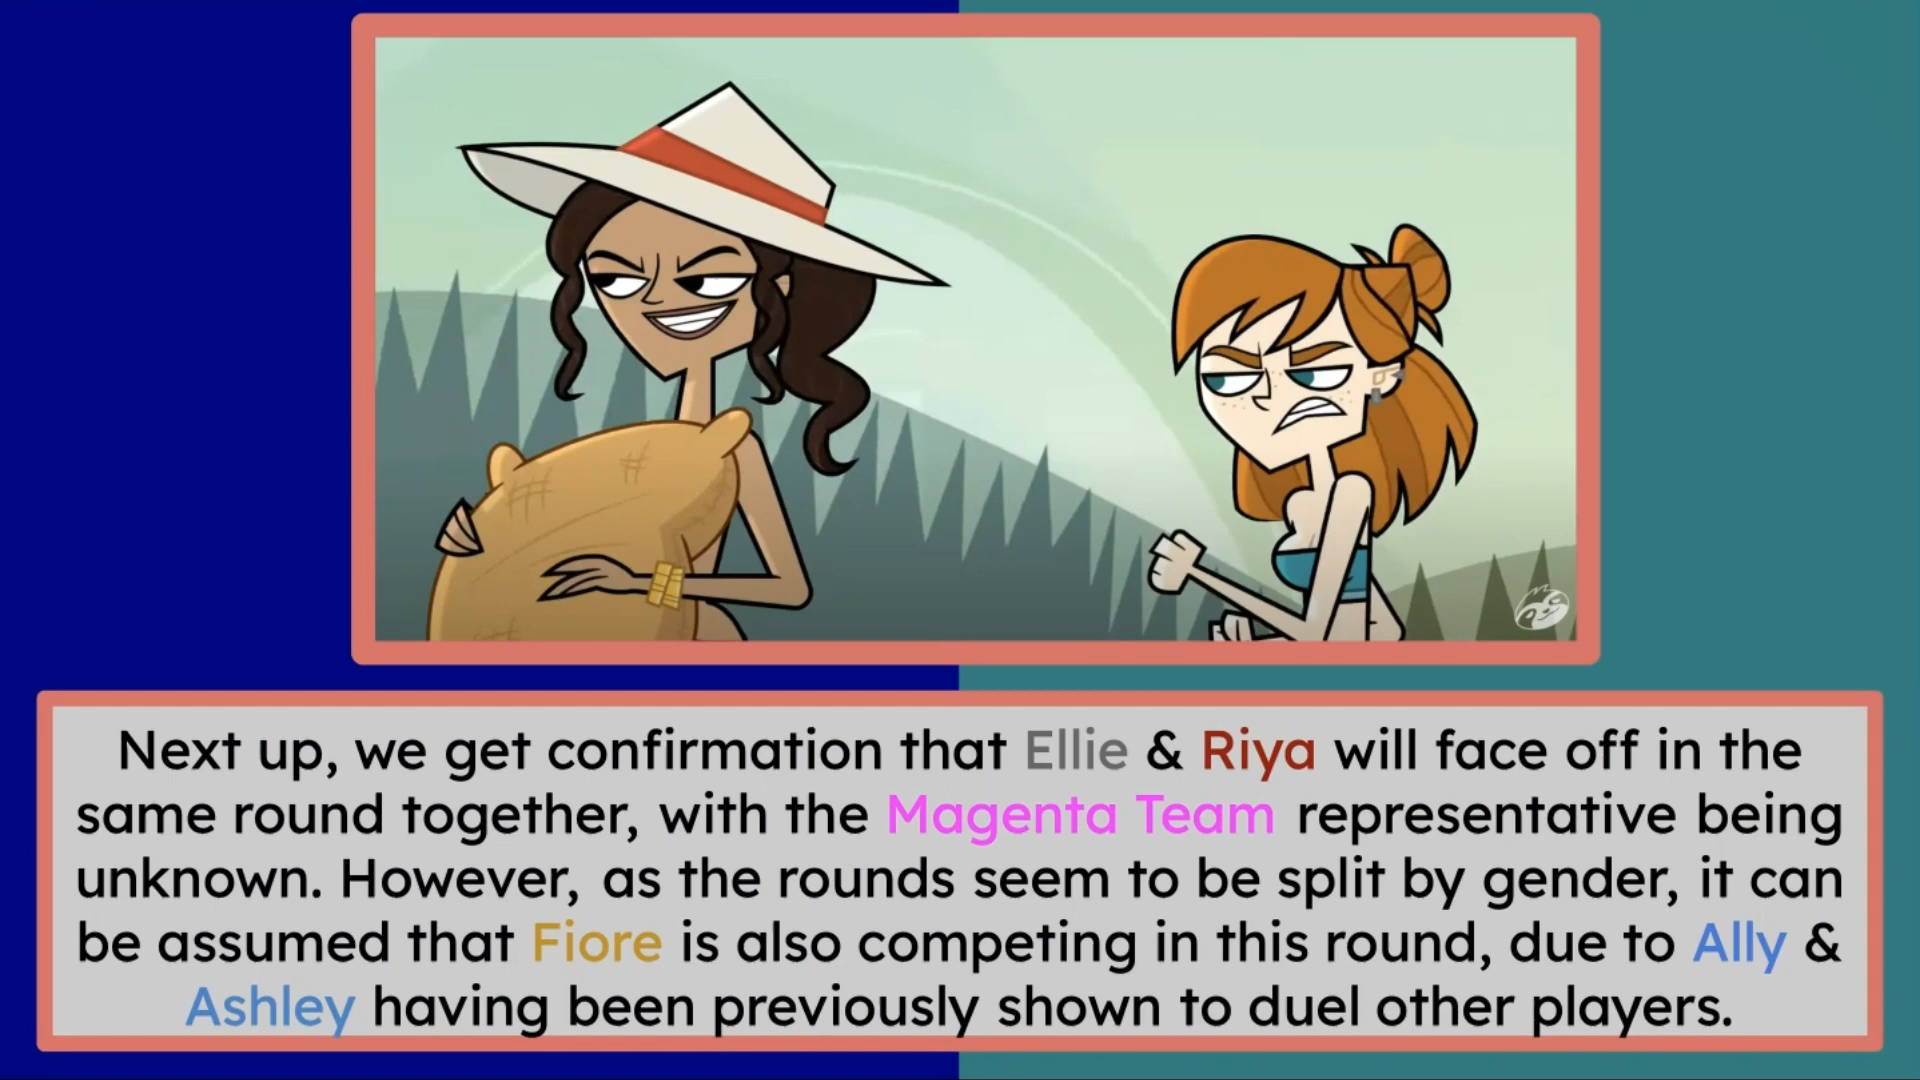 Next up, we get confirmation that Ellie & Riya will face off in the
same round together, with the Magenta Team representative being
unknown. However, as the rounds seem to be split by gender, it can
be assumed that Fiore is also competing in this round, due to Ally &
Ashley having been previously shown to duel other players.